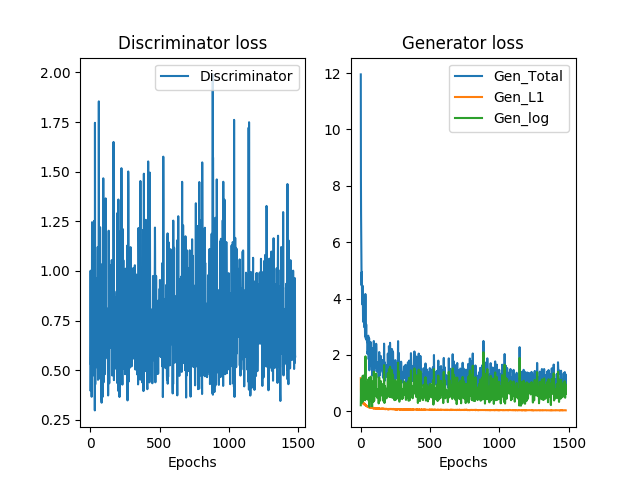 Discriminator loss
Discriminator
2.00
1.75
1.50
1.25
1.00
0.75
0.50
0.25
0
500
1000
1500
Epochs
Generator loss
Gen_Total
Gen_L1
Gen_log
12
10
8
6
4
2
0
0
500
1000
1500
Epochs